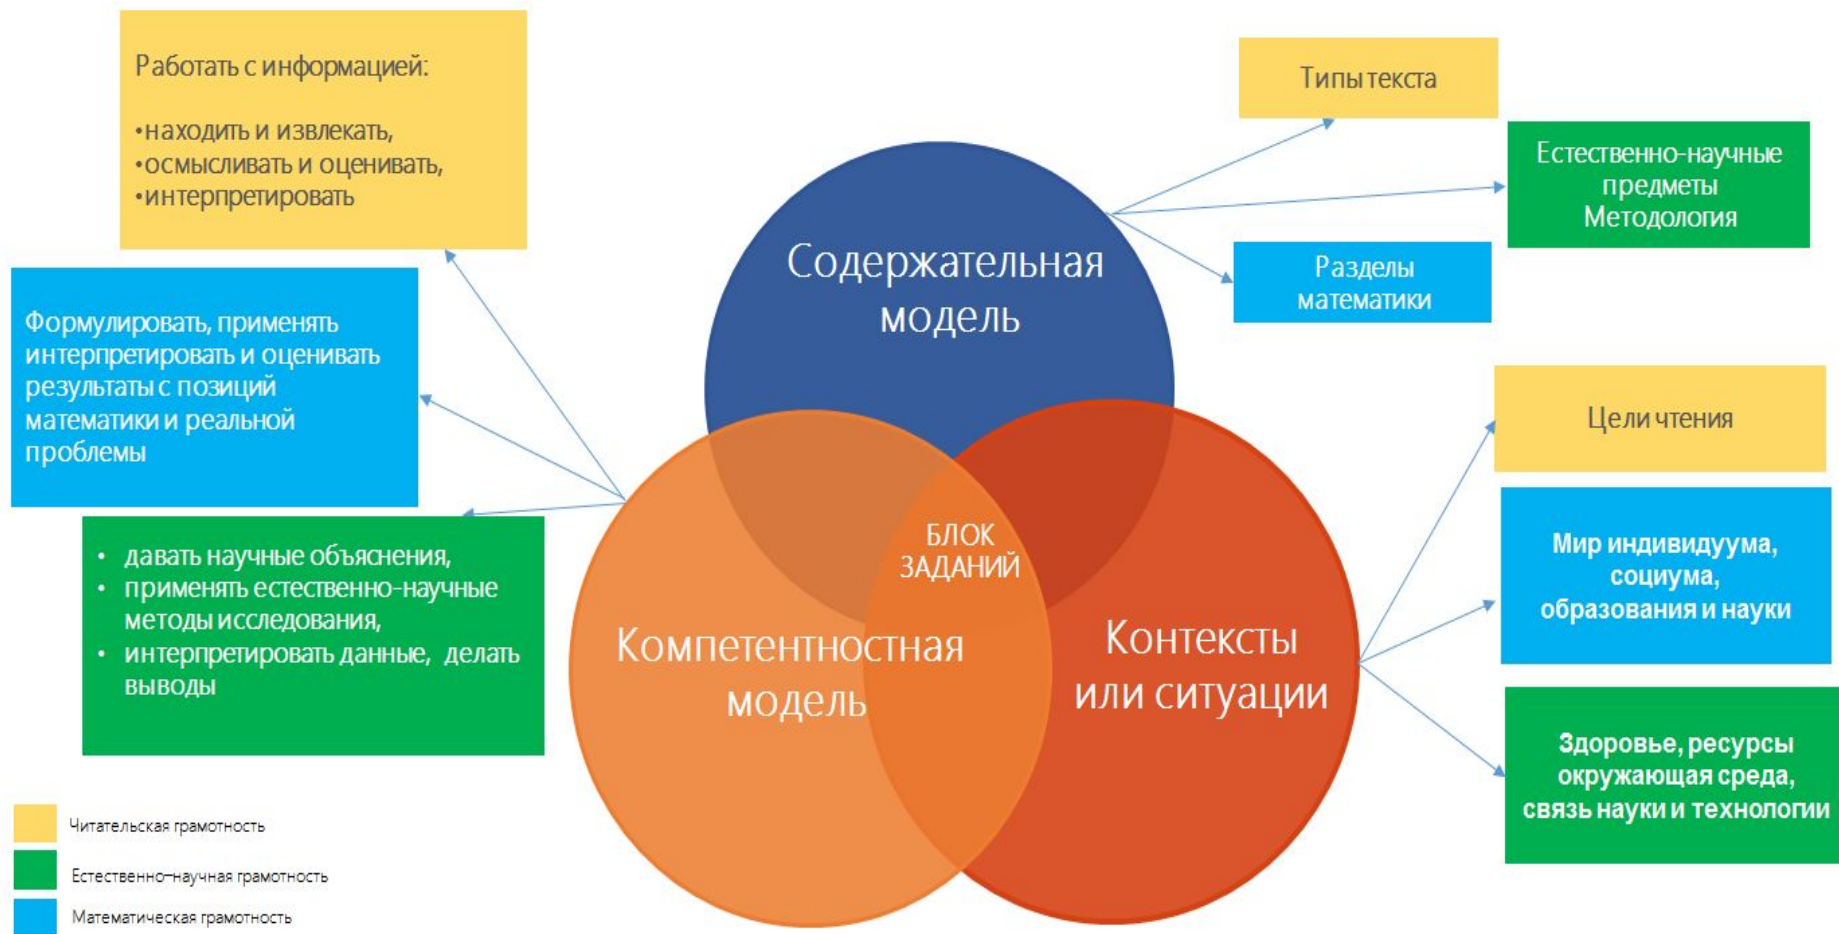 Работать с информацией:
•находить и извлекать,
•осмысливать и оценивать,
•интерпретировать
Формулировать, применять
интерпретировать и оценивать
результаты с позиций
математики и реальной
проблемы
• давать научные объяснения,
• применять естественно-научные
методы исследования,
• интерпретировать данные, делать
выводы
Читательская грамотность
Естественно–научная грамотность
Математическая грамотность
Содержательная
модель
БЛОК
ЗАДАНИЙ
Компетентностная
модель
Контексты
или ситуации
Типы текста
Естественно-научные
предметы
Методология
Разделы
математики
Цели чтения
Мир индивидуума,
социума,
образования и науки
Здоровье, ресурсы
окружающая среда,
связь науки и технологии